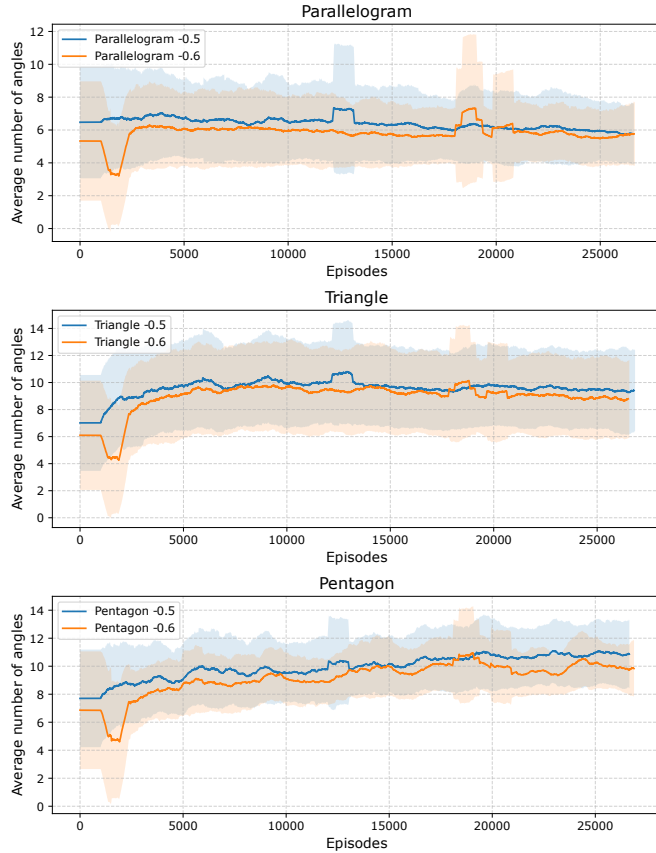 Parallelogram
Average number of angles
12
10
8
6
4
2
0
Parallelogram -0.5
Parallelogram -0.6
0 5000 10000 15000 20000 25000
Episodes
Triangle
Average number of angles
14
12
10
8
6
4
2
0
Triangle -0.5
Triangle -0.6
0 5000 10000 15000 20000 25000
Episodes
Pentagon
Average number of angles
14
12
10
8
6
4
2
0
Pentagon -0.5
Pentagon -0.6
0 5000 10000 15000 20000 25000
Episodes